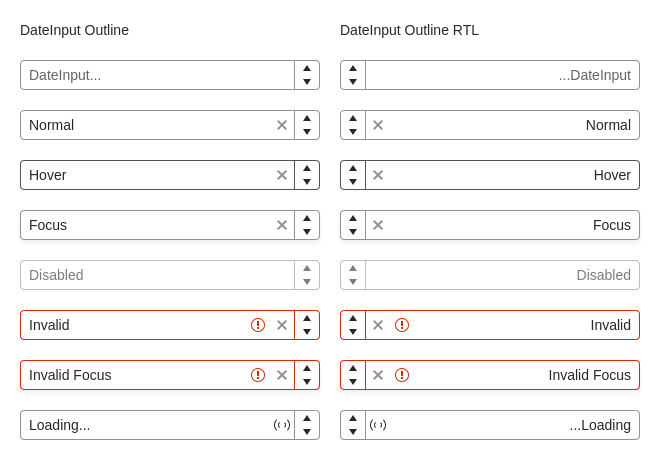 DateInput Outline
DateInput Outline RTL
DateInput...
...DateInput
Normal
Normal
Hover
Hover
Focus
Focus
Disabled
Disabled
Invalid
Invalid
Invalid Focus
Invalid Focus
Loading...
...Loading